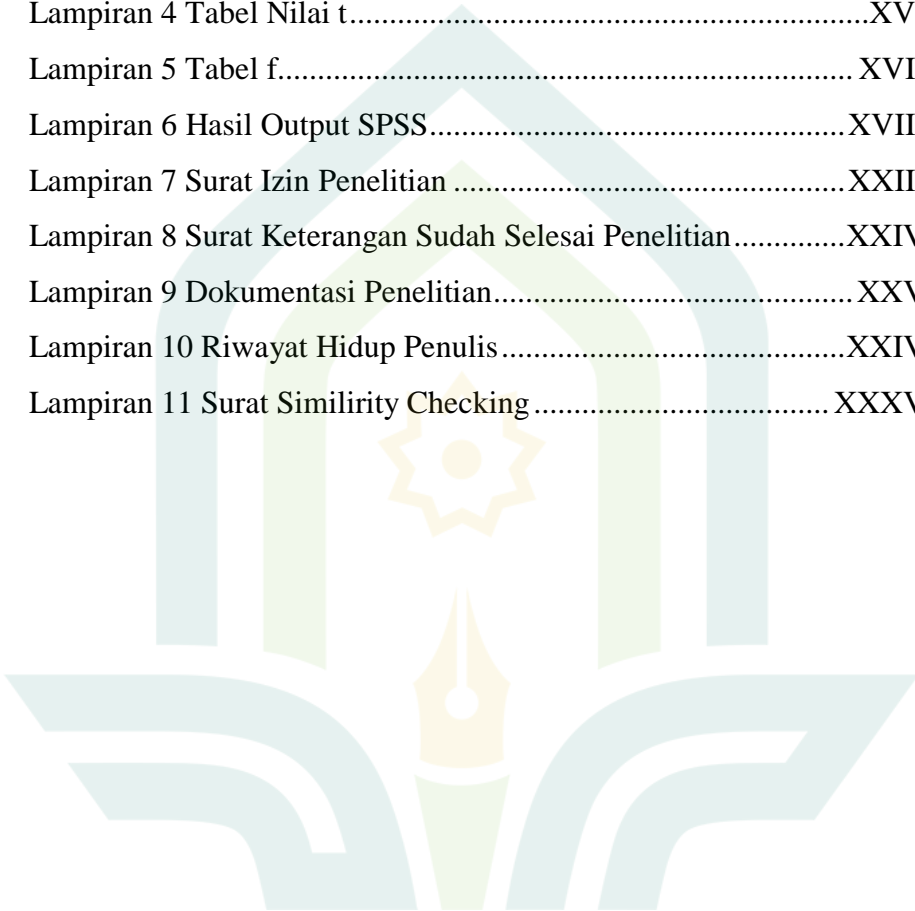 Lampiran 4 Tabel Nilai t....................................................................XV
Lampiran 5 Tabel f........................................................................... XVI
Lampiran 6 Hasil Output SPSS......................................................XVII
Lampiran 7 Surat Izin Penelitian ...................................................XXII
Lampiran 8 Surat Keterangan Sudah Selesai Penelitian.............XXIV
Lampiran 9 Dokumentasi Penelitian............................................... XXV
Lampiran 10 Riwayat Hidup Penulis .............................................XXIV
Lampiran 11 Surat Similirity Checking ...................................... XXXV